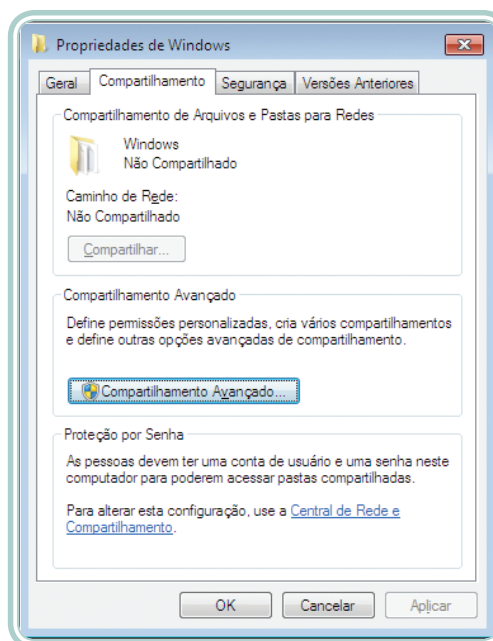 Propriedades de Windows
Geral Compartilhamento Segurança Versões Anteriores
Compartilhamento de Arquivos e Pastas para Redes
Windows
Não Compartilhado
Caminho de Rede:
Não Compartilhado
Compartilhar...
Compartilhamento Avançado
Define permissões personalizadas, cria vários compartilhamentos
e define outras opções avançadas de compartilhamento.
Compartilhamento Avançado...
Proteção por Senha
As pessoas devem ter uma conta de usuário e uma senha neste
computador para poderem acessar pastas compartilhadas.
Para alterar esta configuração, use a Central de Rede e
Compartilhamento.
OK Cancelar Aplicar